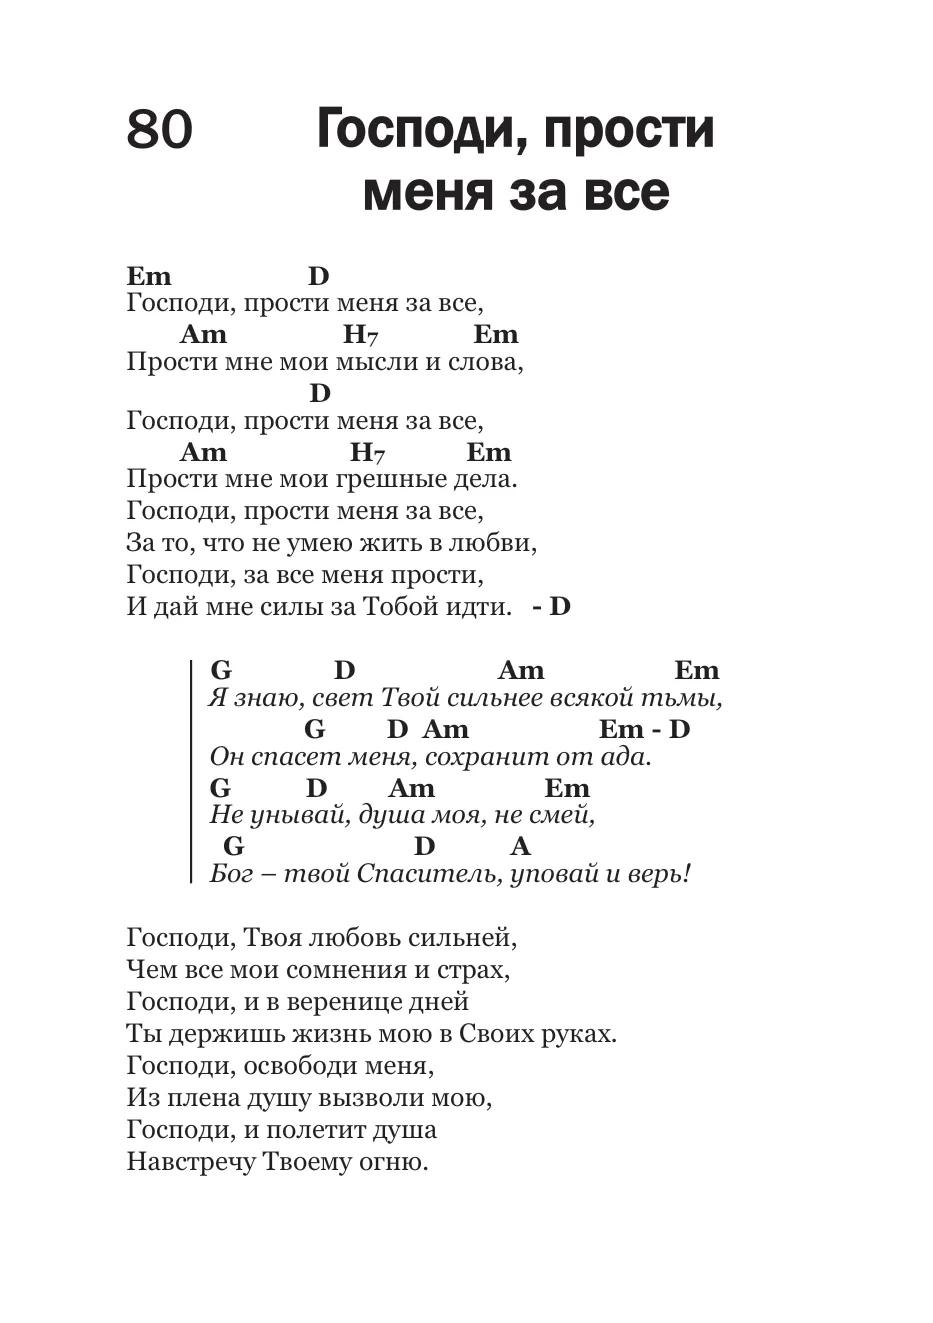 80 Господи, прости
меня за все
Em D
Господи, прости меня за все,
Am H7 Em
Прости мне мои мысли и слова,
D
Господи, прости меня за все,
Am H7 Em
Прости мне мои грешные дела.
Господи, прости меня за все,
За то, что не умею жить в любви,
Господи, за все меня прости,
И дай мне силы за Тобой идти. - D
G D Am Em
Я знаю, свет Твой сильнее всякой тьмы,
G D Am Em - D
Он спасет меня, сохранит от ада.
G D Am Em
Не унывай, душа моя, не смей,
G D A
Бог – твой Спаситель, уповай и верь!
Господи, Твоя любовь сильней,
Чем все мои сомнения и страх,
Господи, и в веренице дней
Ты держишь жизнь мою в Своих руках.
Господи, освободи меня,
Из плена душу вызволи мою,
Господи, и полетит душа
Навстречу Твоему огню.